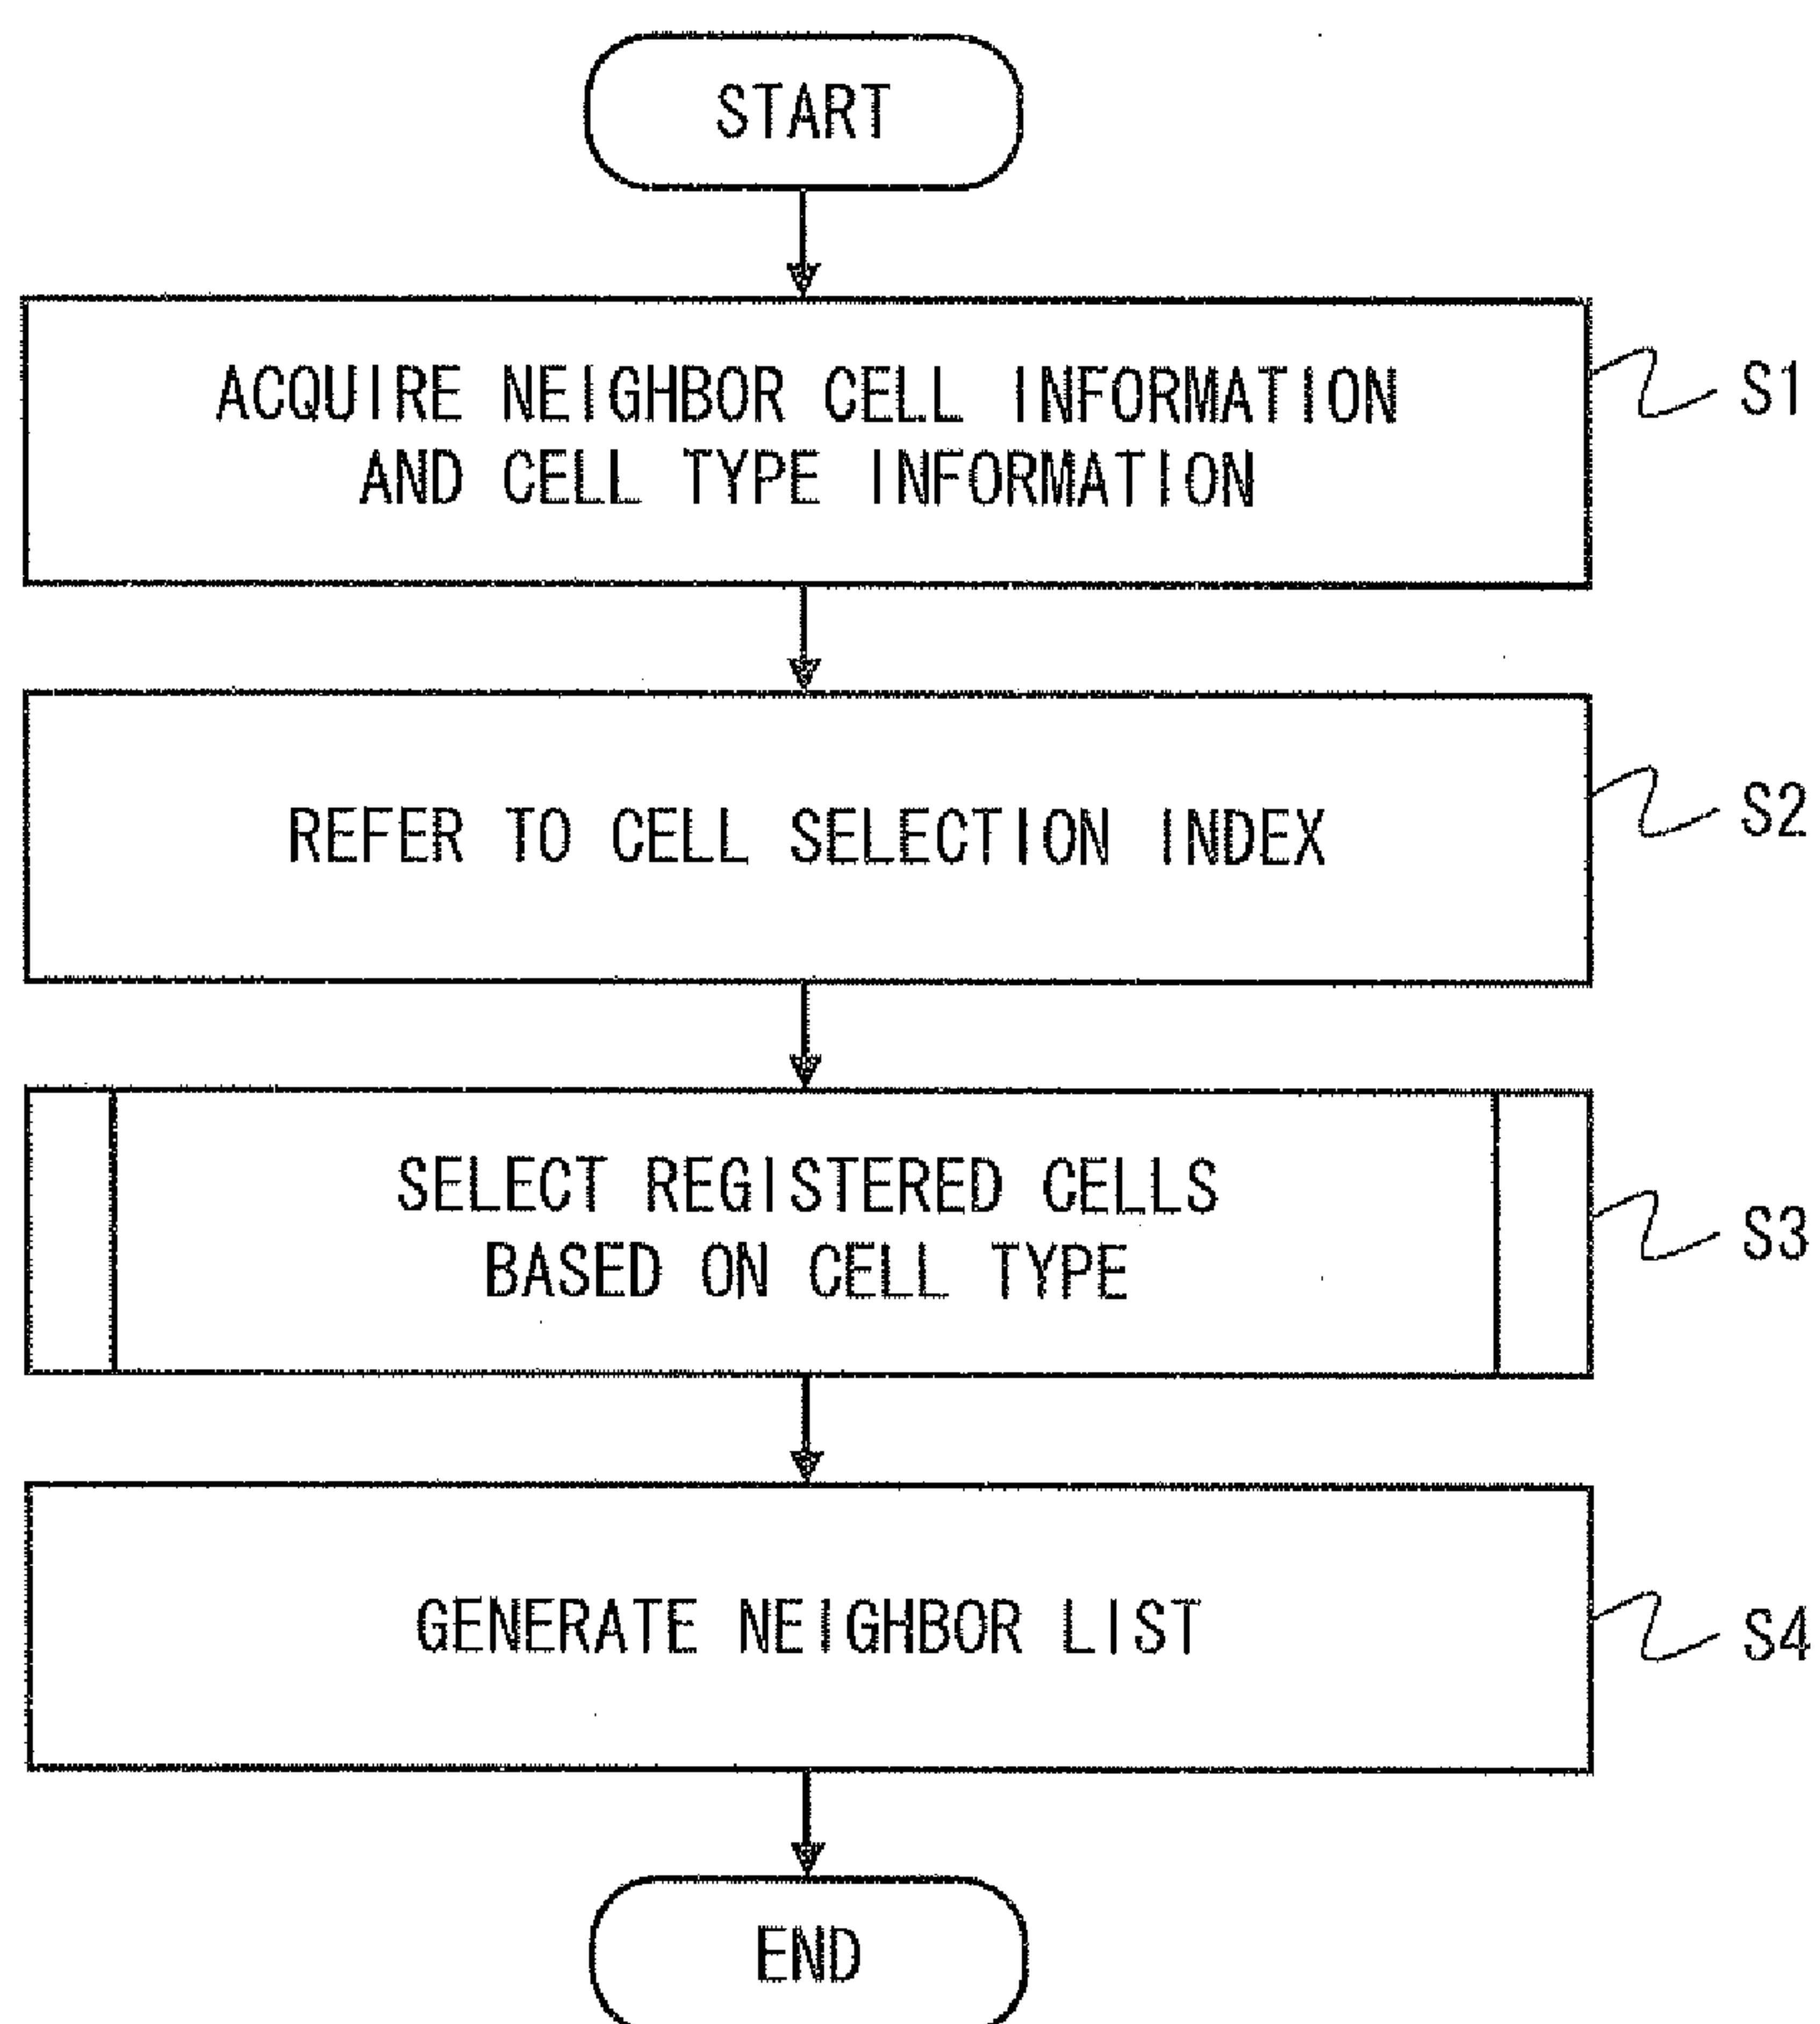 START
ACQUIRE NEIGHBOR CELL INFORMATION
AND CELL TYPE INFORMATION
S1
REFER TO CELL SELECTION INDEX
S2
SELECT REGISTERED CELLS
BASED ON CELL TYPE
S3
GENERATE NEIGHBOR LIST
S4
END